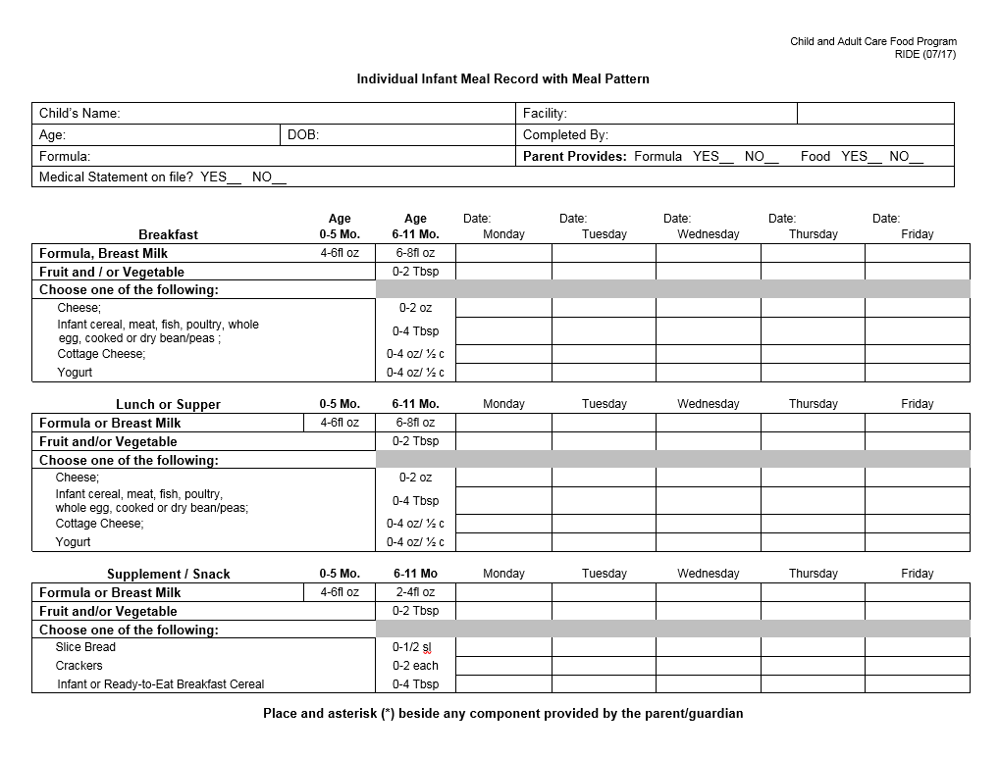 Child and Adult Care Food Program
RIDE (07/17)
Individual Infant Meal Record with Meal Pattern
Child's Name: Facility:
Age: DOB: Completed By:
Formula: Parent Provides: Formula YES__ NO__ Food YES__ NO__
Medical Statement on file? YES__ NO__
Age Age Date: Date: Date: Date: Date:
Breakfast 0-5 Mo. 6-11 Mo. Monday Tuesday Wednesday Thursday Friday
Formula, Breast Milk 4-6fl oz 6-8fl oz
Fruit and / or Vegetable 0-2 Tbsp
Choose one of the following:
Cheese; 0-2 oz
Infant cereal, meat, fish, poultry, whole
egg, cooked or dry bean/peas ; 0-4 Tbsp
Cottage Cheese; 0-4 oz/ ½ c
Yogurt 0-4 oz/ ½ c
Lunch or Supper 0-5 Mo. 6-11 Mo. Monday Tuesday Wednesday Thursday Friday
Formula or Breast Milk 4-6fl oz 6-8fl oz
Fruit and/or Vegetable 0-2 Tbsp
Choose one of the following:
Cheese; 0-2 oz
Infant cereal, meat, fish, poultry,
whole egg, cooked or dry bean/peas; 0-4 Tbsp
Cottage Cheese; 0-4 oz/ ½ c
Yogurt 0-4 oz/ ½ c
Supplement / Snack 0-5 Mo. 6-11 Mo Monday Tuesday Wednesday Thursday Friday
Formula or Breast Milk 4-6fl oz 2-4fl oz
Fruit and/or Vegetable 0-2 Tbsp
Choose one of the following:
Slice Bread 0-1/2 sl
Crackers 0-2 each
Infant or Ready-to-Eat Breakfast Cereal 0-4 Tbsp
Place and asterisk (*) beside any component provided by the parent/guardian